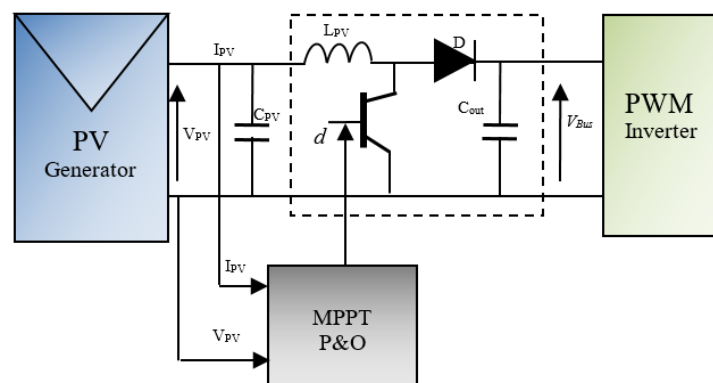 I_PV
L_PV
D
PV
Generator
V_PV
C_PV
d
C_out
V_Bus
PWM
Inverter
I_PV
V_PV
MPPT
P&O